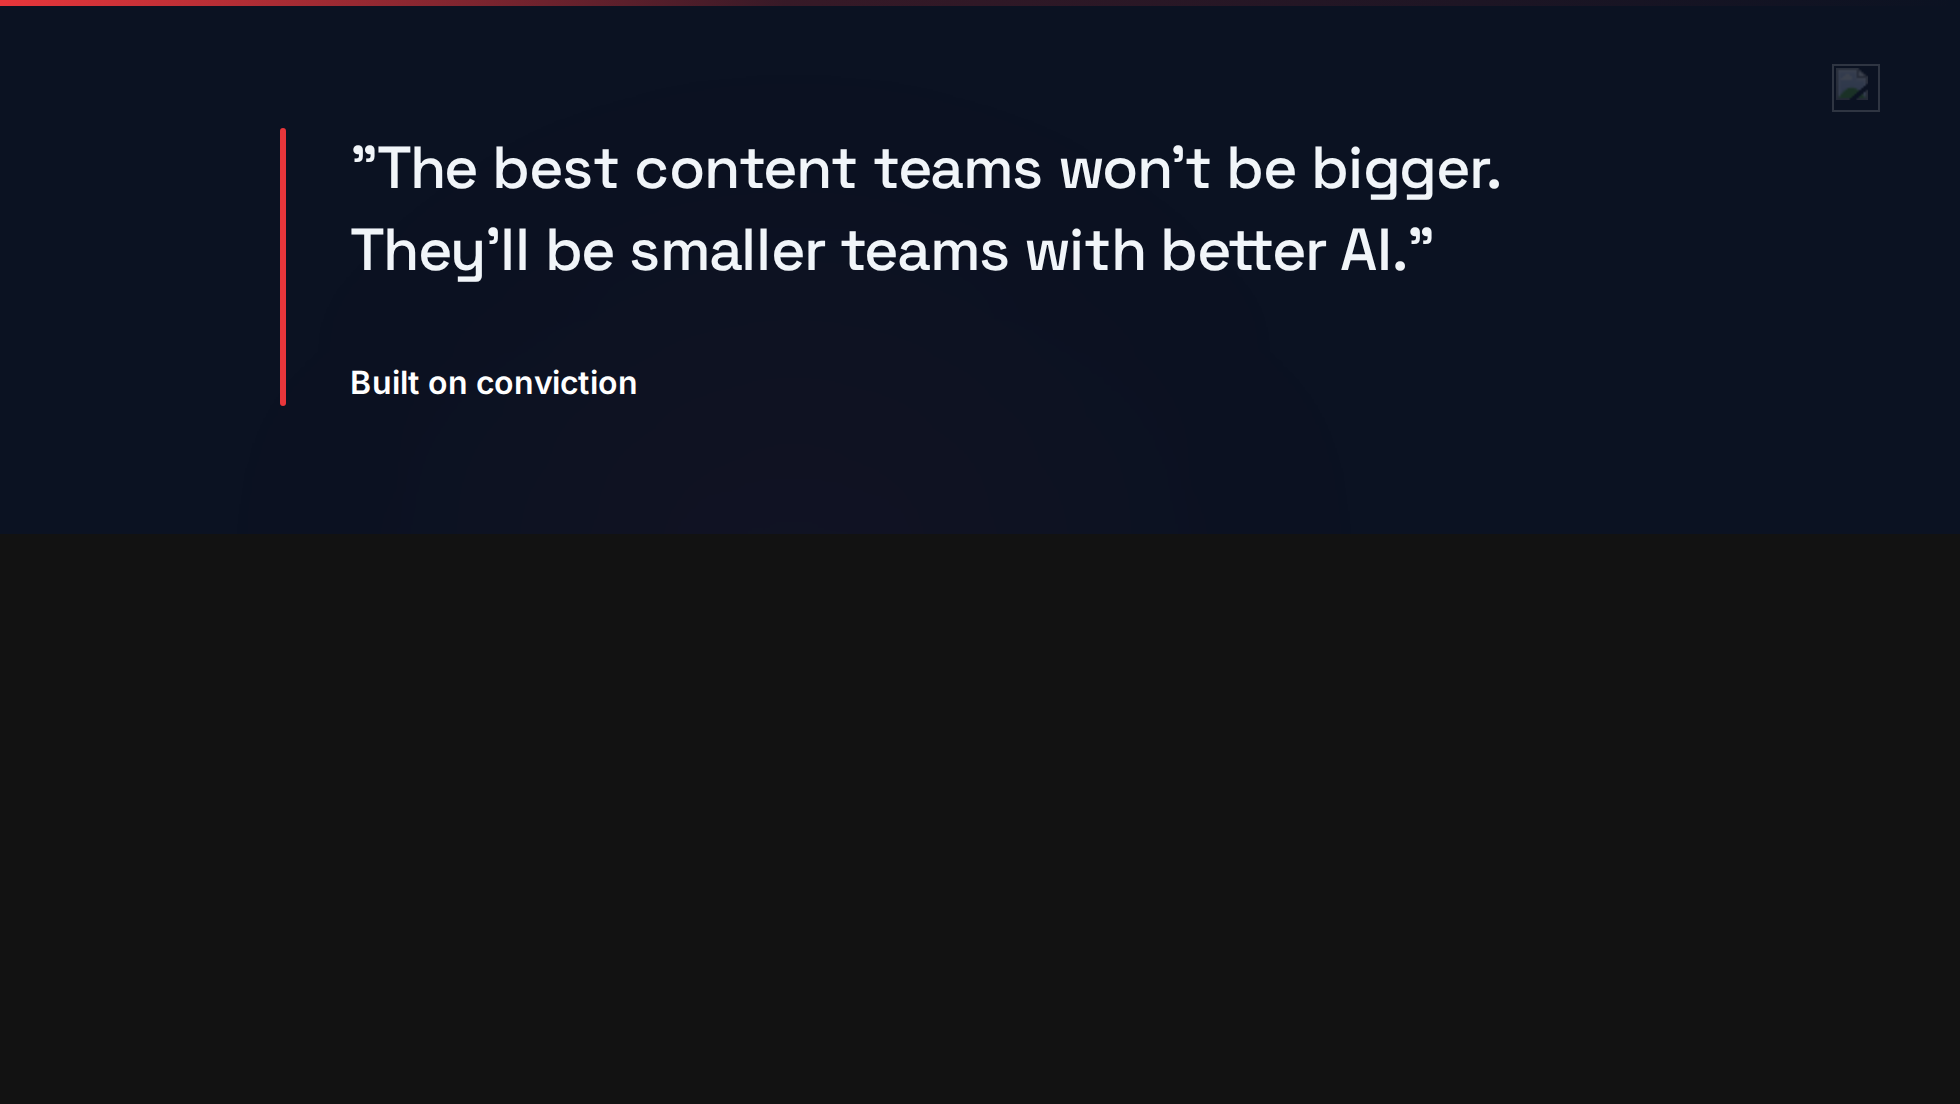 ”The best content teams won’t be bigger.
They’ll be smaller teams with better AI.”
Built on conviction